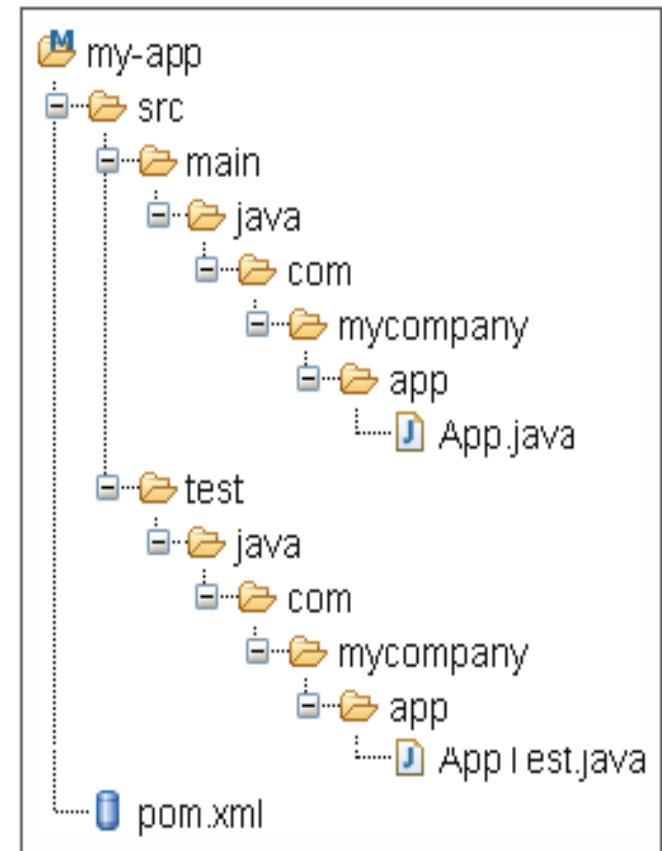 my-app
src
main
java
com
mycompany
app
App.java
test
java
com
mycompany
app
AppTest.java
pom.xml